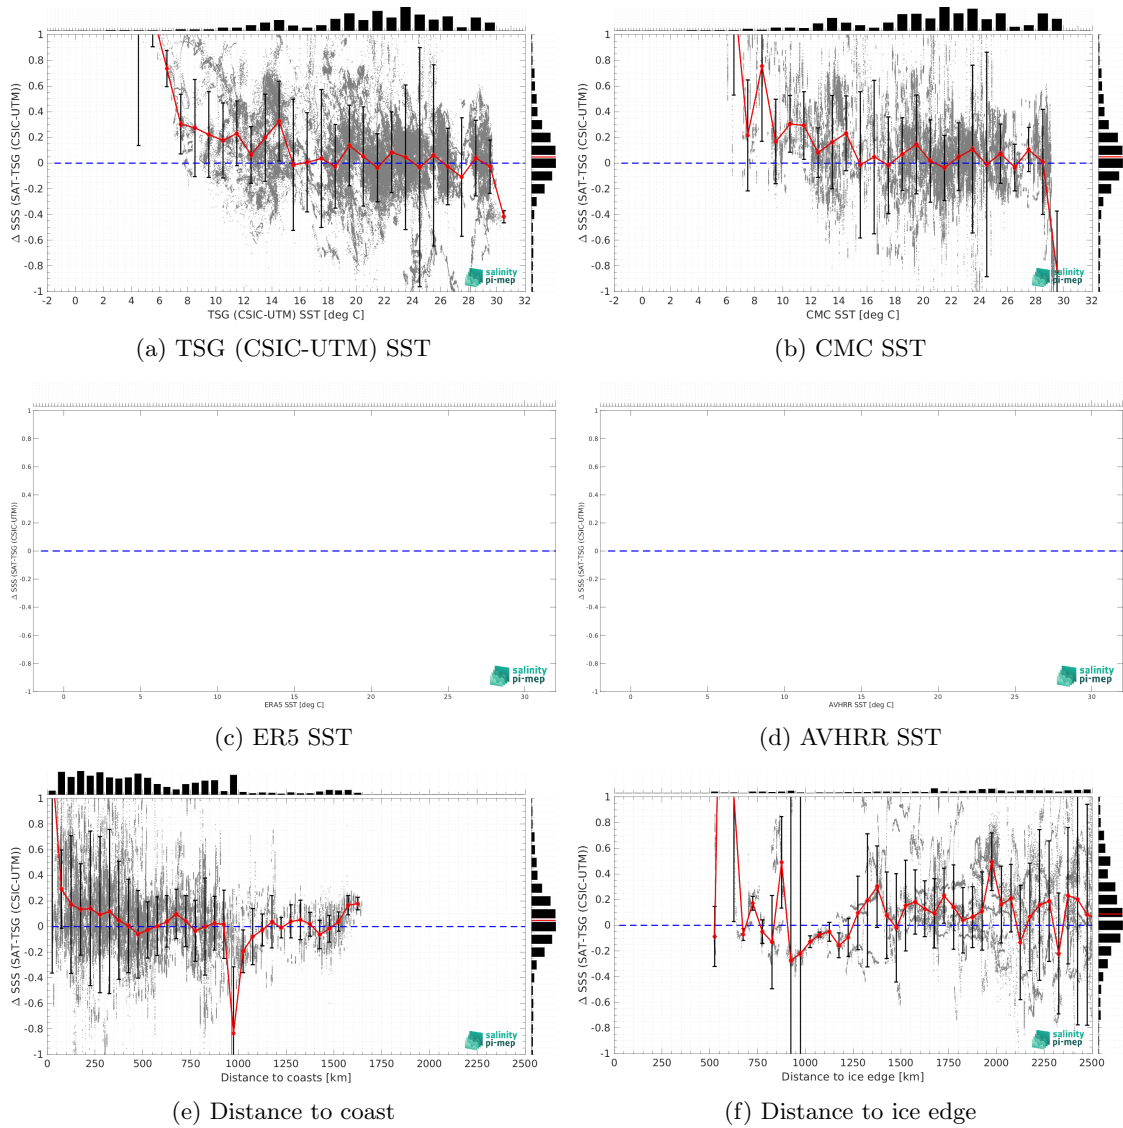 1
0.8
0.6
0.4
0.2
0
-0.2
-0.4
-0.6
-0.8
-1
Δ SSS (SAT-TSG (CSIC-UTM))
salinity
pi-mep
-2 0 2 4 6 8 10 12 14 16 18 20 22 24 26 28 30 32
TSG (CSIC-UTM) SST [deg C]
(a) TSG (CSIC-UTM) SST
1
0.8
0.6
0.4
0.2
0
-0.2
-0.4
-0.6
-0.8
-1
Δ SSS (SAT-TSG (CSIC-UTM))
salinity
pi-mep
-2 0 2 4 6 8 10 12 14 16 18 20 22 24 26 28 30 32
CMC SST [deg C]
(b) CMC SST
1
0.8
0.6
0.4
0.2
0
-0.2
-0.4
-0.6
-0.8
-1
Δ SSS (SAT-TSG (CSIC-UTM))
salinity
pi-mep
0 5 10 15 20 25 30
ERA5 SST [deg C]
(c) ER5 SST
1
0.8
0.6
0.4
0.2
0
-0.2
-0.4
-0.6
-0.8
-1
Δ SSS (SAT-TSG (CSIC-UTM))
salinity
pi-mep
0 5 10 15 20 25 30
AVHRR SST [deg C]
(d) AVHRR SST
1
0.8
0.6
0.4
0.2
0
-0.2
-0.4
-0.6
-0.8
-1
Δ SSS (SAT-TSG (CSIC-UTM))
salinity
pi-mep
0 250 500 750 1000 1250 1500 1750 2000 2250 2500
Distance to coasts [km]
(e) Distance to coast
1
0.8
0.6
0.4
0.2
0
-0.2
-0.4
-0.6
-0.8
-1
Δ SSS (SAT-TSG (CSIC-UTM))
salinity
pi-mep
0 500 750 1000 1250 1500 1750 2000 2250 2500
Distance to ice edge [km]
(f) Distance to ice edge